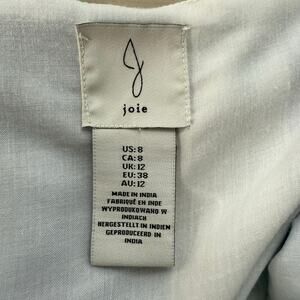 joie
US: 8
CA: 8
UK: 12
EU: 38
AU: 12
MADE IN INDIA
FABRIQUÉ EN INDE
WYPRODUKOWANO W
INDIACH
HERGESTELLT IN INDIEN
GEPRODUCEERD IN
INDIA